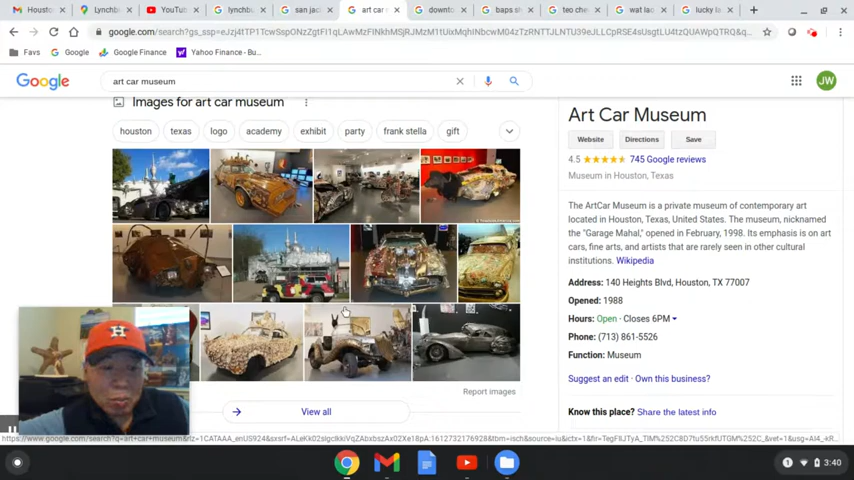 Houston
Lynchbu
YouTu
lynchbu
san jaci
art car m
downto
baps sh
teo che
wat lao
lucky la
google.com/search?gs_ssp=
Favs
Google
Google Finance
Yahoo Finance - Bu...
Google
art car museum
JW
Images for art car museum
houston
texas
logo
academy
exhibit
party
frank stella
gift
Report images
View all
Art Car Museum
Website
Directions
Save
4.5
745 Google reviews
Museum in Houston, Texas
The ArtCar Museum is a private museum of contemporary art
located in Houston, Texas, United States. The museum, nicknamed
the "Garage Mahal," opened in February, 1998. Its emphasis is on art
cars, fine arts, and artists that are rarely seen in other cultural
institutions. Wikipedia
Address: 140 Heights Blvd, Houston, TX 77007
Opened: 1988
Hours: Open · Closes 6PM
Phone: (713) 861-5526
Function: Museum
Suggest an edit · Own this business?
Know this place? Share the latest info
H
1
3:40